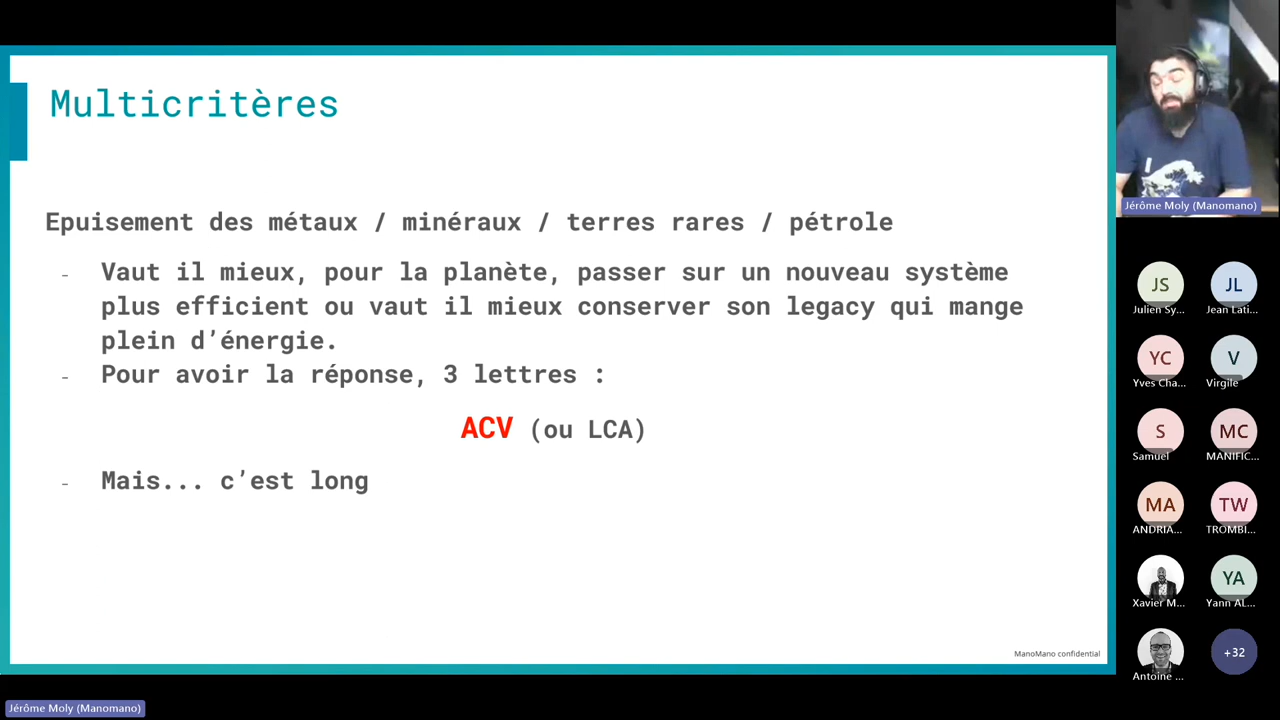 Multicritères
Epuisement des métaux / minéraux / terres rares / pétrole
- Vaut il mieux, pour la planète, passer sur un nouveau système
plus efficient ou vaut il mieux conserver son legacy qui mange
plein d’énergie.
- Pour avoir la réponse, 3 lettres :
ACV (ou LCA)
- Mais... c’est long
ManoMano confidential
Jérôme Moly (Manomano)
JS
JL
Julien Sy...
Jean Lati...
YC
V
Yves Cha...
Virgile
S
MC
Samuel
MANIFIC...
MA
TW
ANDRIA...
TROMBI...
YA
Xavier M...
Yann AL...
+32
Antoine ...
Jérôme Moly (Manomano)